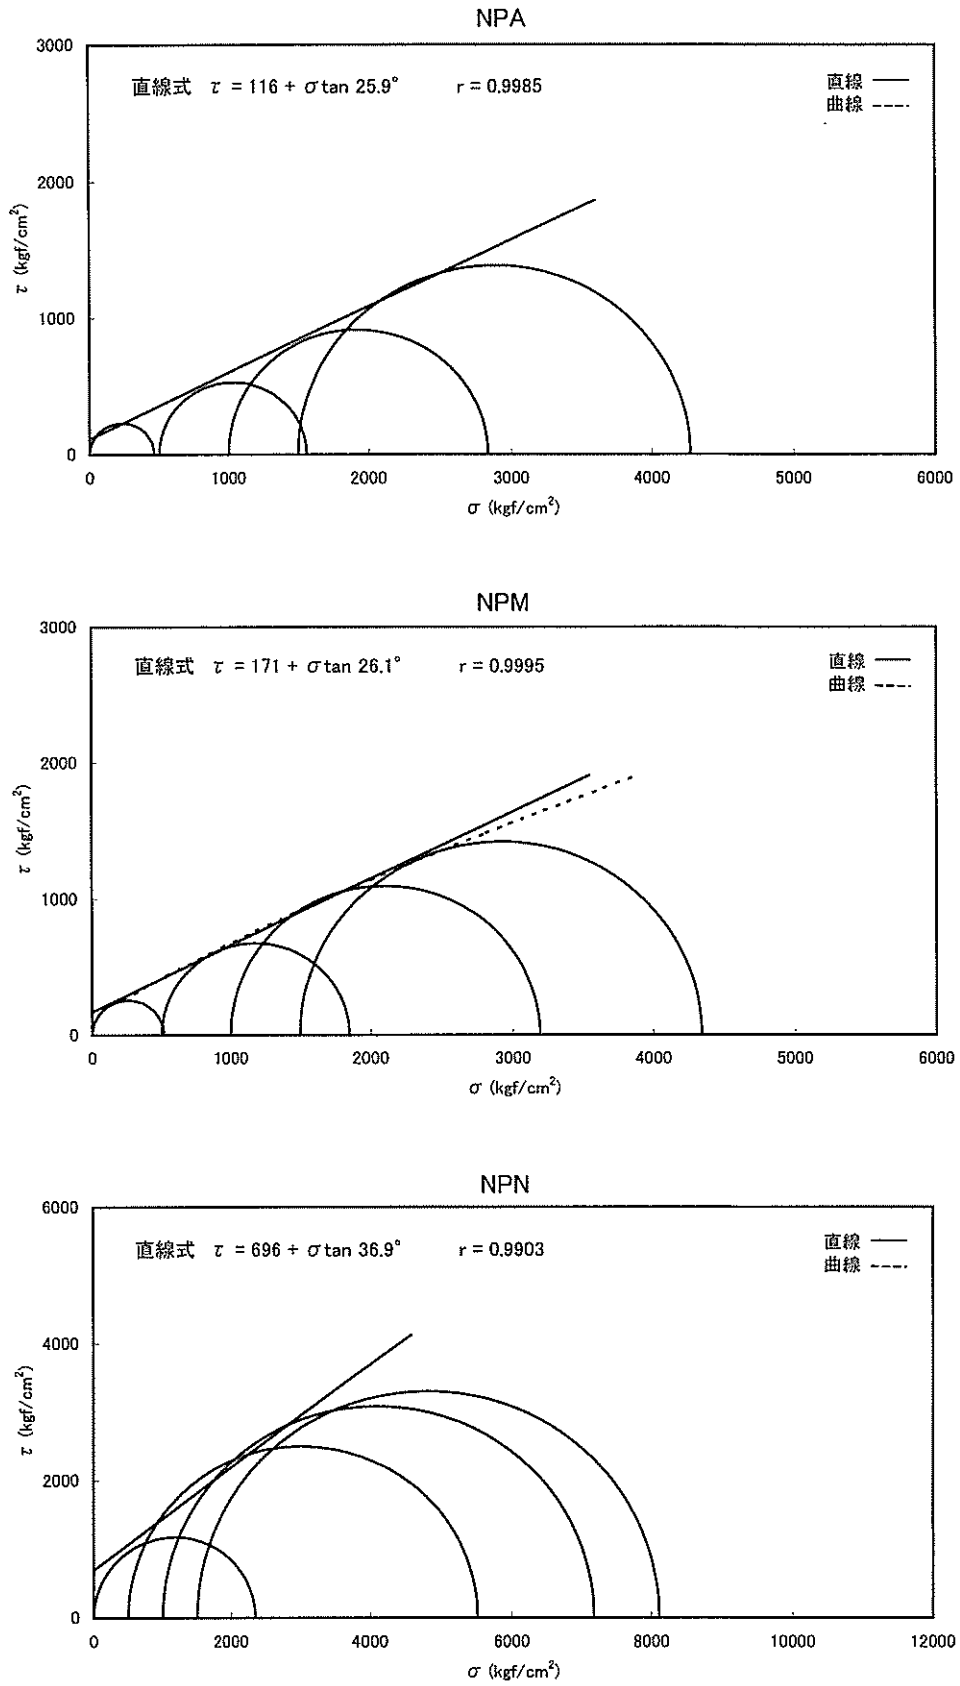 NPA
3000
直線式 τ = 116 + σ tan 25.9° r = 0.9985
直線
曲線
2000
τ (kgf/cm²)
1000
0
0 1000 2000 3000 4000 5000 6000
σ (kgf/cm²)
NPM
3000
直線式 τ = 171 + σ tan 26.1° r = 0.9995
直線
曲線
2000
τ (kgf/cm²)
1000
0
0 1000 2000 3000 4000 5000 6000
σ (kgf/cm²)
NPN
6000
直線式 τ = 696 + σ tan 36.9° r = 0.9903
直線
曲線
4000
τ (kgf/cm²)
2000
0
0 2000 4000 6000 8000 10000 12000
σ (kgf/cm²)